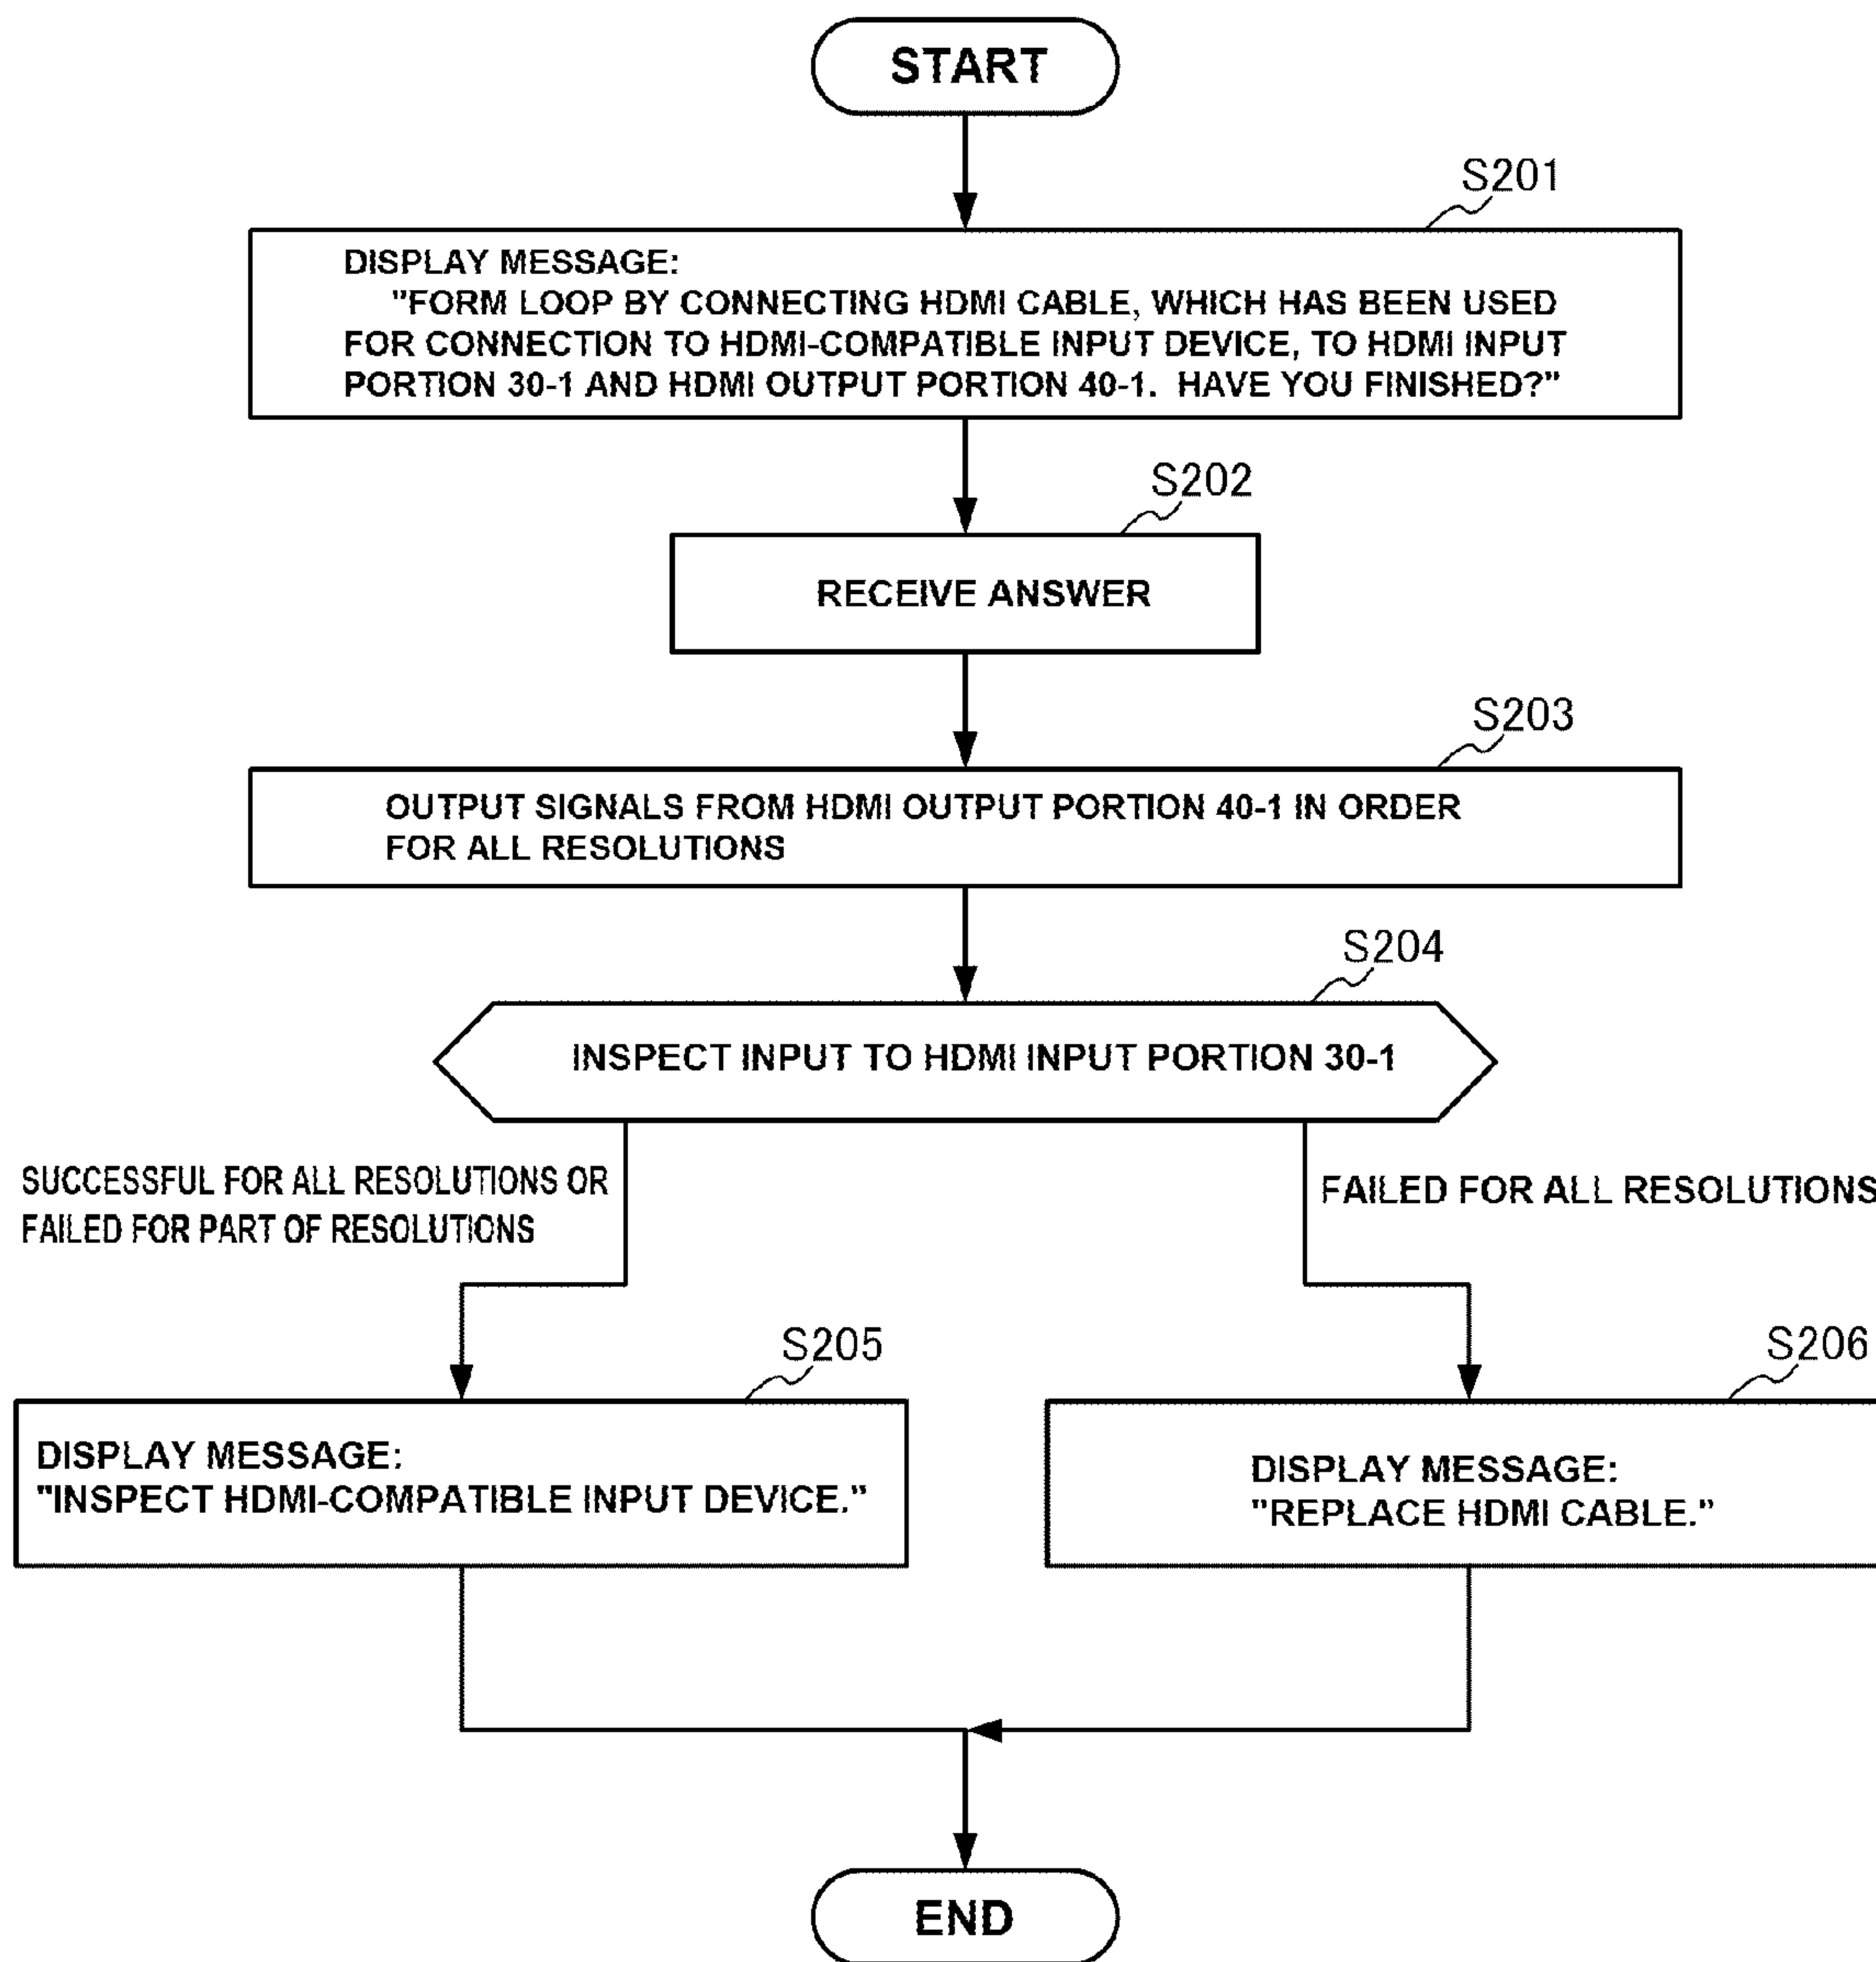 START
S201
DISPLAY MESSAGE:
"FORM LOOP BY CONNECTING HDMI CABLE, WHICH HAS BEEN USED
FOR CONNECTION TO HDMI-COMPATIBLE INPUT DEVICE, TO HDMI INPUT
PORTION 30-1 AND HDMI OUTPUT PORTION 40-1. HAVE YOU FINISHED?"
S202
RECEIVE ANSWER
S203
OUTPUT SIGNALS FROM HDMI OUTPUT PORTION 40-1 IN ORDER
FOR ALL RESOLUTIONS
S204
INSPECT INPUT TO HDMI INPUT PORTION 30-1
SUCCESSFUL FOR ALL RESOLUTIONS OR
FAILED FOR PART OF RESOLUTIONS
FAILED FOR ALL RESOLUTIONS
S205
DISPLAY MESSAGE:
"INSPECT HDMI-COMPATIBLE INPUT DEVICE."
S206
DISPLAY MESSAGE:
"REPLACE HDMI CABLE."
END